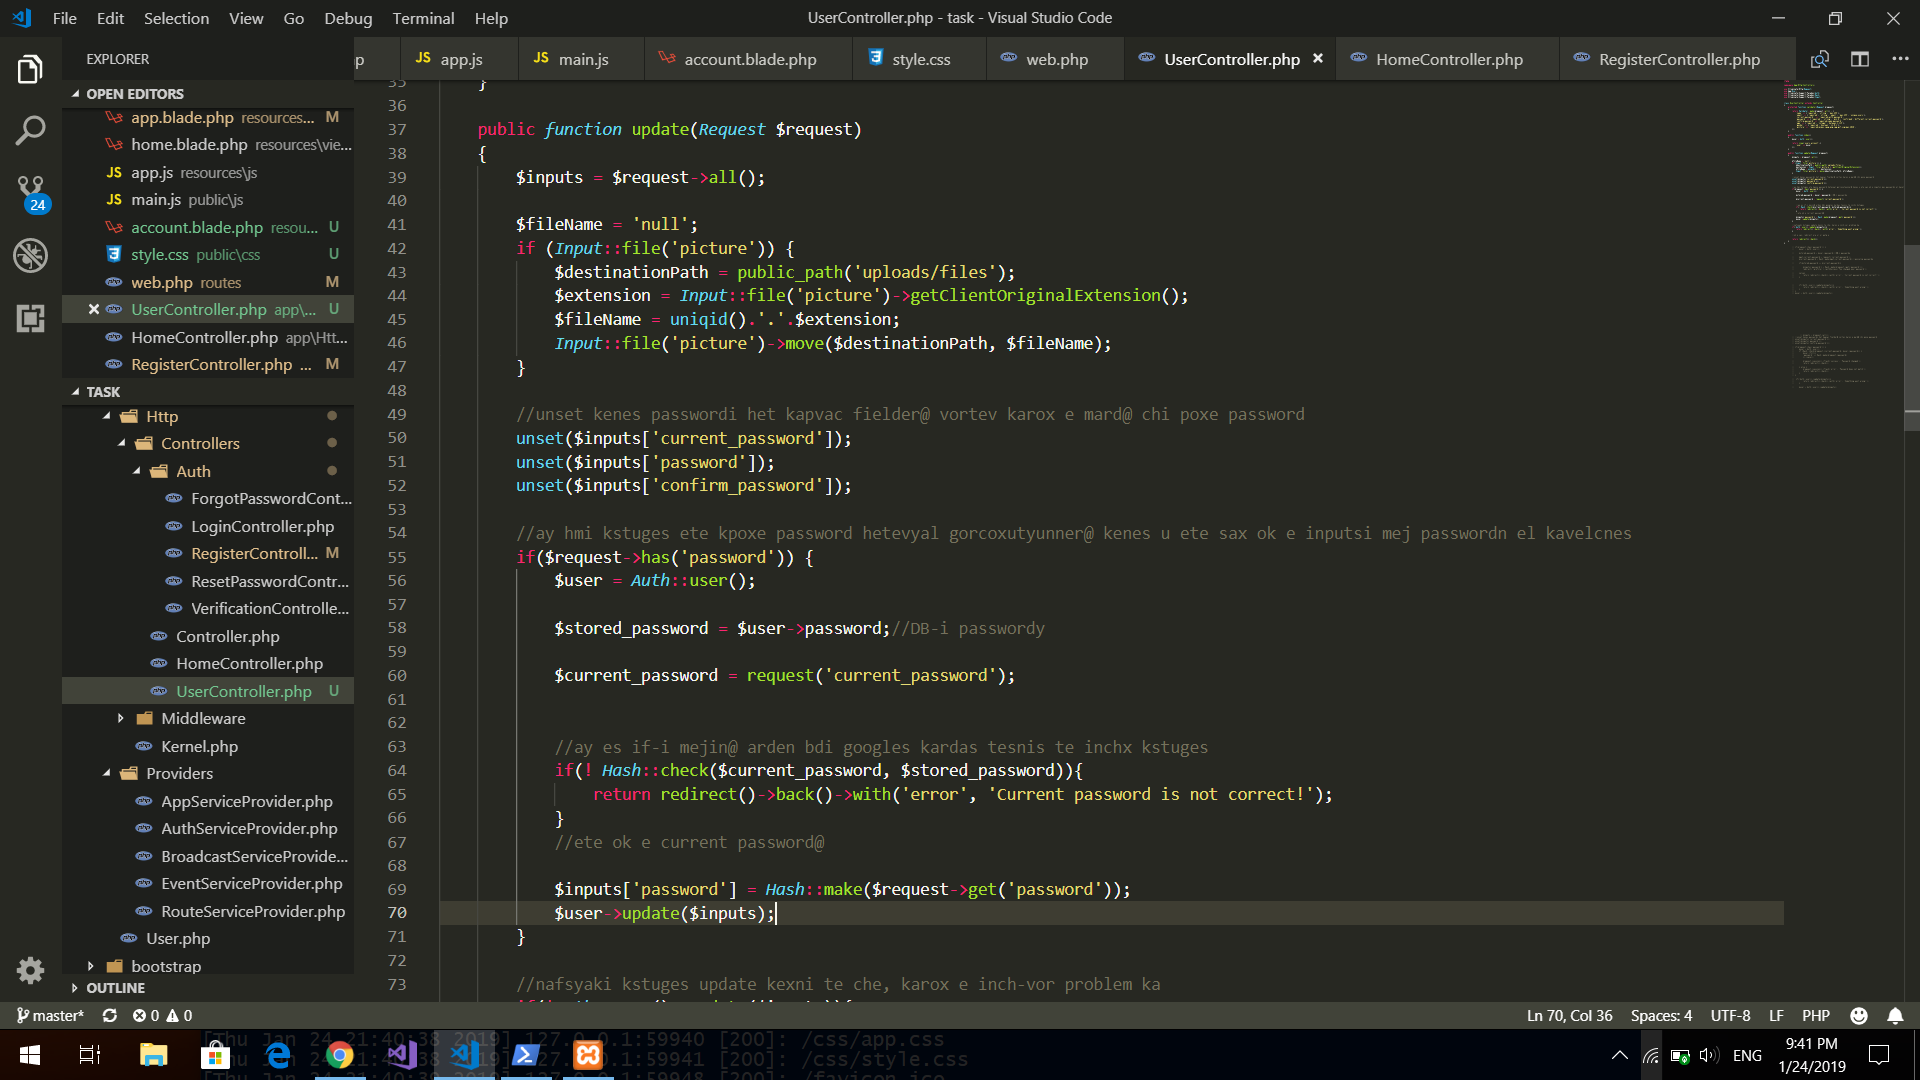 File Edit Selection View Go Debug Terminal Help
UserController.php - task - Visual Studio Code
EXPLORER
p
JS app.js
JS main.js
account.blade.php
style.css
web.php
UserController.php
HomeController.php
RegisterController.php
OPEN EDITORS
app.blade.php resources... M
home.blade.php resources\vie...
JS app.js resources\js
JS main.js public\js
account.blade.php resou... U
style.css public\css U
web.php routes M
UserController.php app\... U
HomeController.php app\Htt...
RegisterController.php ... M
24
TASK
Http
Controllers
Auth
ForgotPasswordCont...
LoginController.php
RegisterControll... M
ResetPasswordContr...
VerificationControlle...
Controller.php
HomeController.php
UserController.php U
Middleware
Kernel.php
Providers
AppServiceProvider.php
AuthServiceProvider.php
BroadcastServiceProvide...
EventServiceProvider.php
RouteServiceProvider.php
User.php
bootstrap
OUTLINE
35 }
36
37 public function update(Request $request)
38 {
39 $inputs = $request->all();
40
41 $fileName = 'null';
42 if (Input::file('picture')) {
43 $destinationPath = public_path('uploads/files');
44 $extension = Input::file('picture')->getClientOriginalExtension();
45 $fileName = uniqid().'.'.$extension;
46 Input::file('picture')->move($destinationPath, $fileName);
47 }
48
49 //unset kenes passwordi het kapvac fielder@ vortev karox e mard@ chi poxe password
50 unset($inputs['current_password']);
51 unset($inputs['password']);
52 unset($inputs['confirm_password']);
53
54 //ay hmi kstuges ete kpoxe password hetevyal gorcoxutyunner@ kenes u ete sax ok e inputsi mej passwordn el kavelcnes
55 if($request->has('password')) {
56 $user = Auth::user();
57
58 $stored_password = $user->password;//DB-i passwordy
59
60 $current_password = request('current_password');
61
62
63 //ay es if-i mejin@ arden bdi googles kardas tesnis te inchx kstuges
64 if(! Hash::check($current_password, $stored_password)){
65 return redirect()->back()->with('error', 'Current password is not correct!');
66 }
67 //ete ok e current password@
68
69 $inputs['password'] = Hash::make($request->get('password'));
70 $user->update($inputs);
71 }
72
73 //nafsyaki kstuges update kexni te che, karox e inch-vor problem ka
master* 0 0
Ln 70, Col 36 Spaces: 4 UTF-8 LF PHP
[Thu Jan 24 21:40:38 2019] 127.0.0.1:59940 [200]: /css/app.css
[Thu Jan 24 21:40:38 2019] 127.0.0.1:59941 [200]: /css/style.css
ENG
9:41 PM
1/24/2019